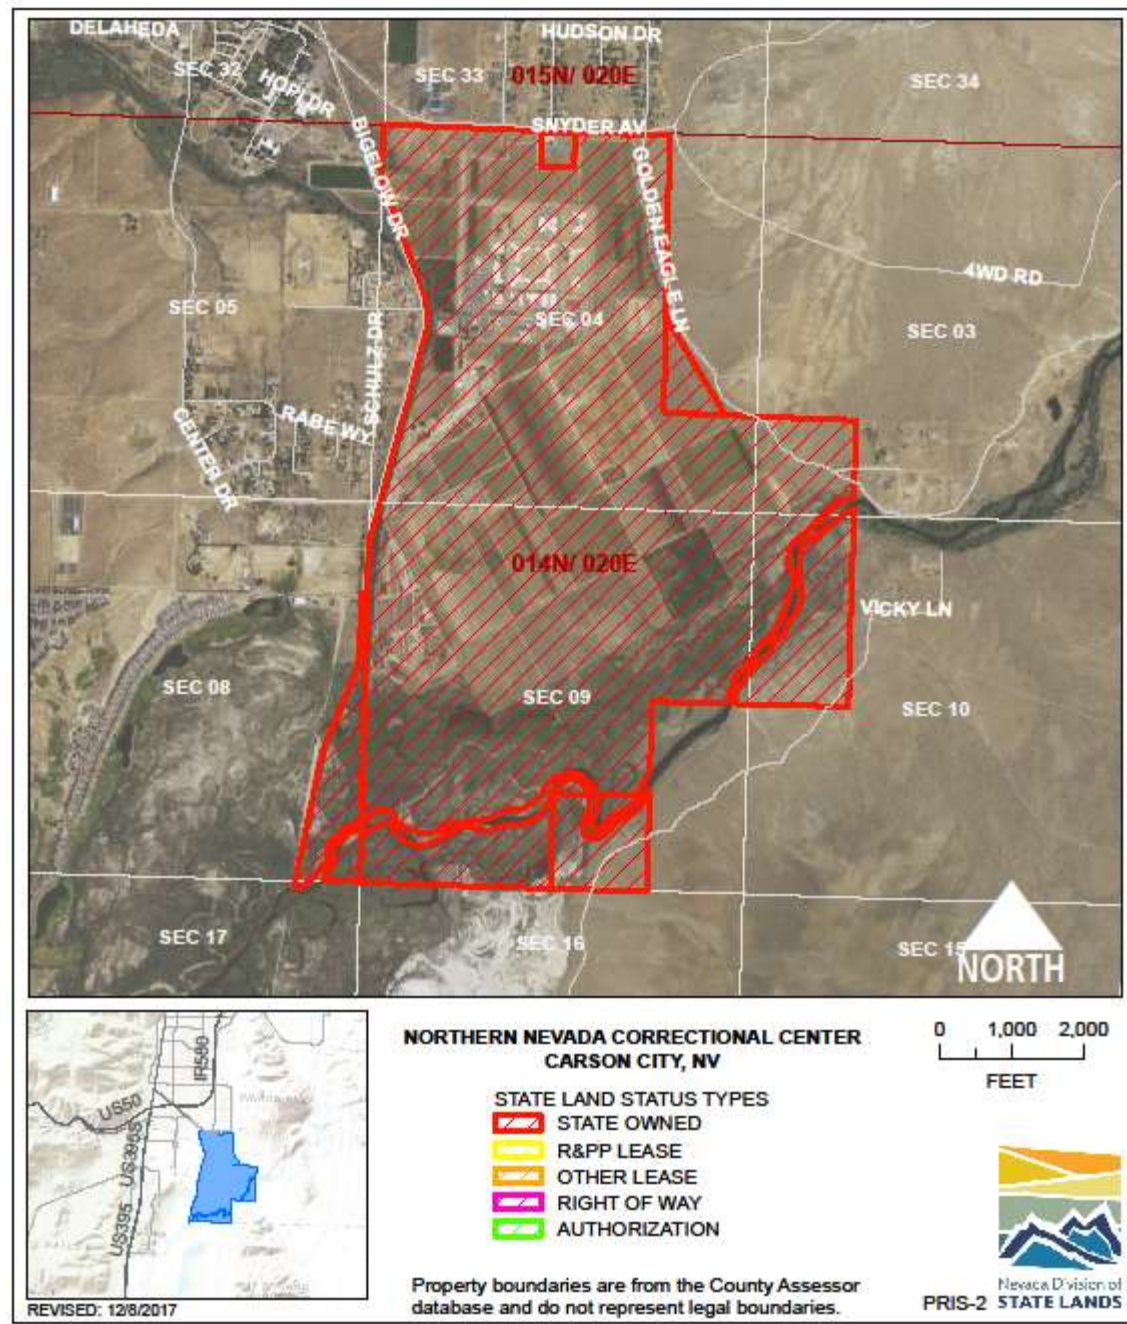 DELAHEDA
HUDSON DR
SEC 32
SEC 33
015N/ 020E
SEC 34
HOPI DR
SNYDER AV
BIGELOW DR
GOLDEN EAGLE LN
4WD RD
SEC 05
SEC 04
SEC 03
SCHULZ DR
RABE WY
CENTER DR
014N/ 020E
VICKY LN
SEC 08
SEC 09
SEC 10
SEC 17
SEC 16
SEC 15
NORTH
NORTHERN NEVADA CORRECTIONAL CENTER
CARSON CITY, NV
0 1,000 2,000
FEET
IR580
US50
US395S
US395
STATE LAND STATUS TYPES
STATE OWNED
R&PP LEASE
OTHER LEASE
RIGHT OF WAY
AUTHORIZATION
Property boundaries are from the County Assessor
database and do not represent legal boundaries.
REVISED: 12/8/2017
PRIS-2
Nevada Division of
STATE LANDS